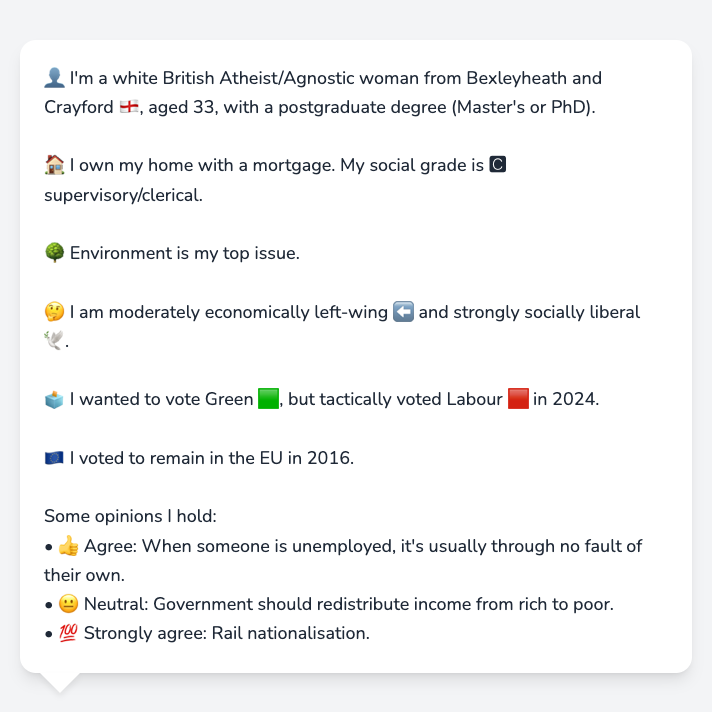 👤 I'm a white British Atheist/Agnostic woman from Bexleyheath and
Crayford 🏴󠁧󠁢󠁥󠁮󠁧󠁿, aged 33, with a postgraduate degree (Master's or PhD).
🏠 I own my home with a mortgage. My social grade is 🅲
supervisory/clerical.
🌳 Environment is my top issue.
🤔 I am moderately economically left-wing ⬅️ and strongly socially liberal
🕊️.
🗳️ I wanted to vote Green 🟩, but tactically voted Labour 🟥 in 2024.
🇪🇺 I voted to remain in the EU in 2016.
Some opinions I hold:
• 👍 Agree: When someone is unemployed, it's usually through no fault of
their own.
• 😐 Neutral: Government should redistribute income from rich to poor.
• 💯 Strongly agree: Rail nationalisation.